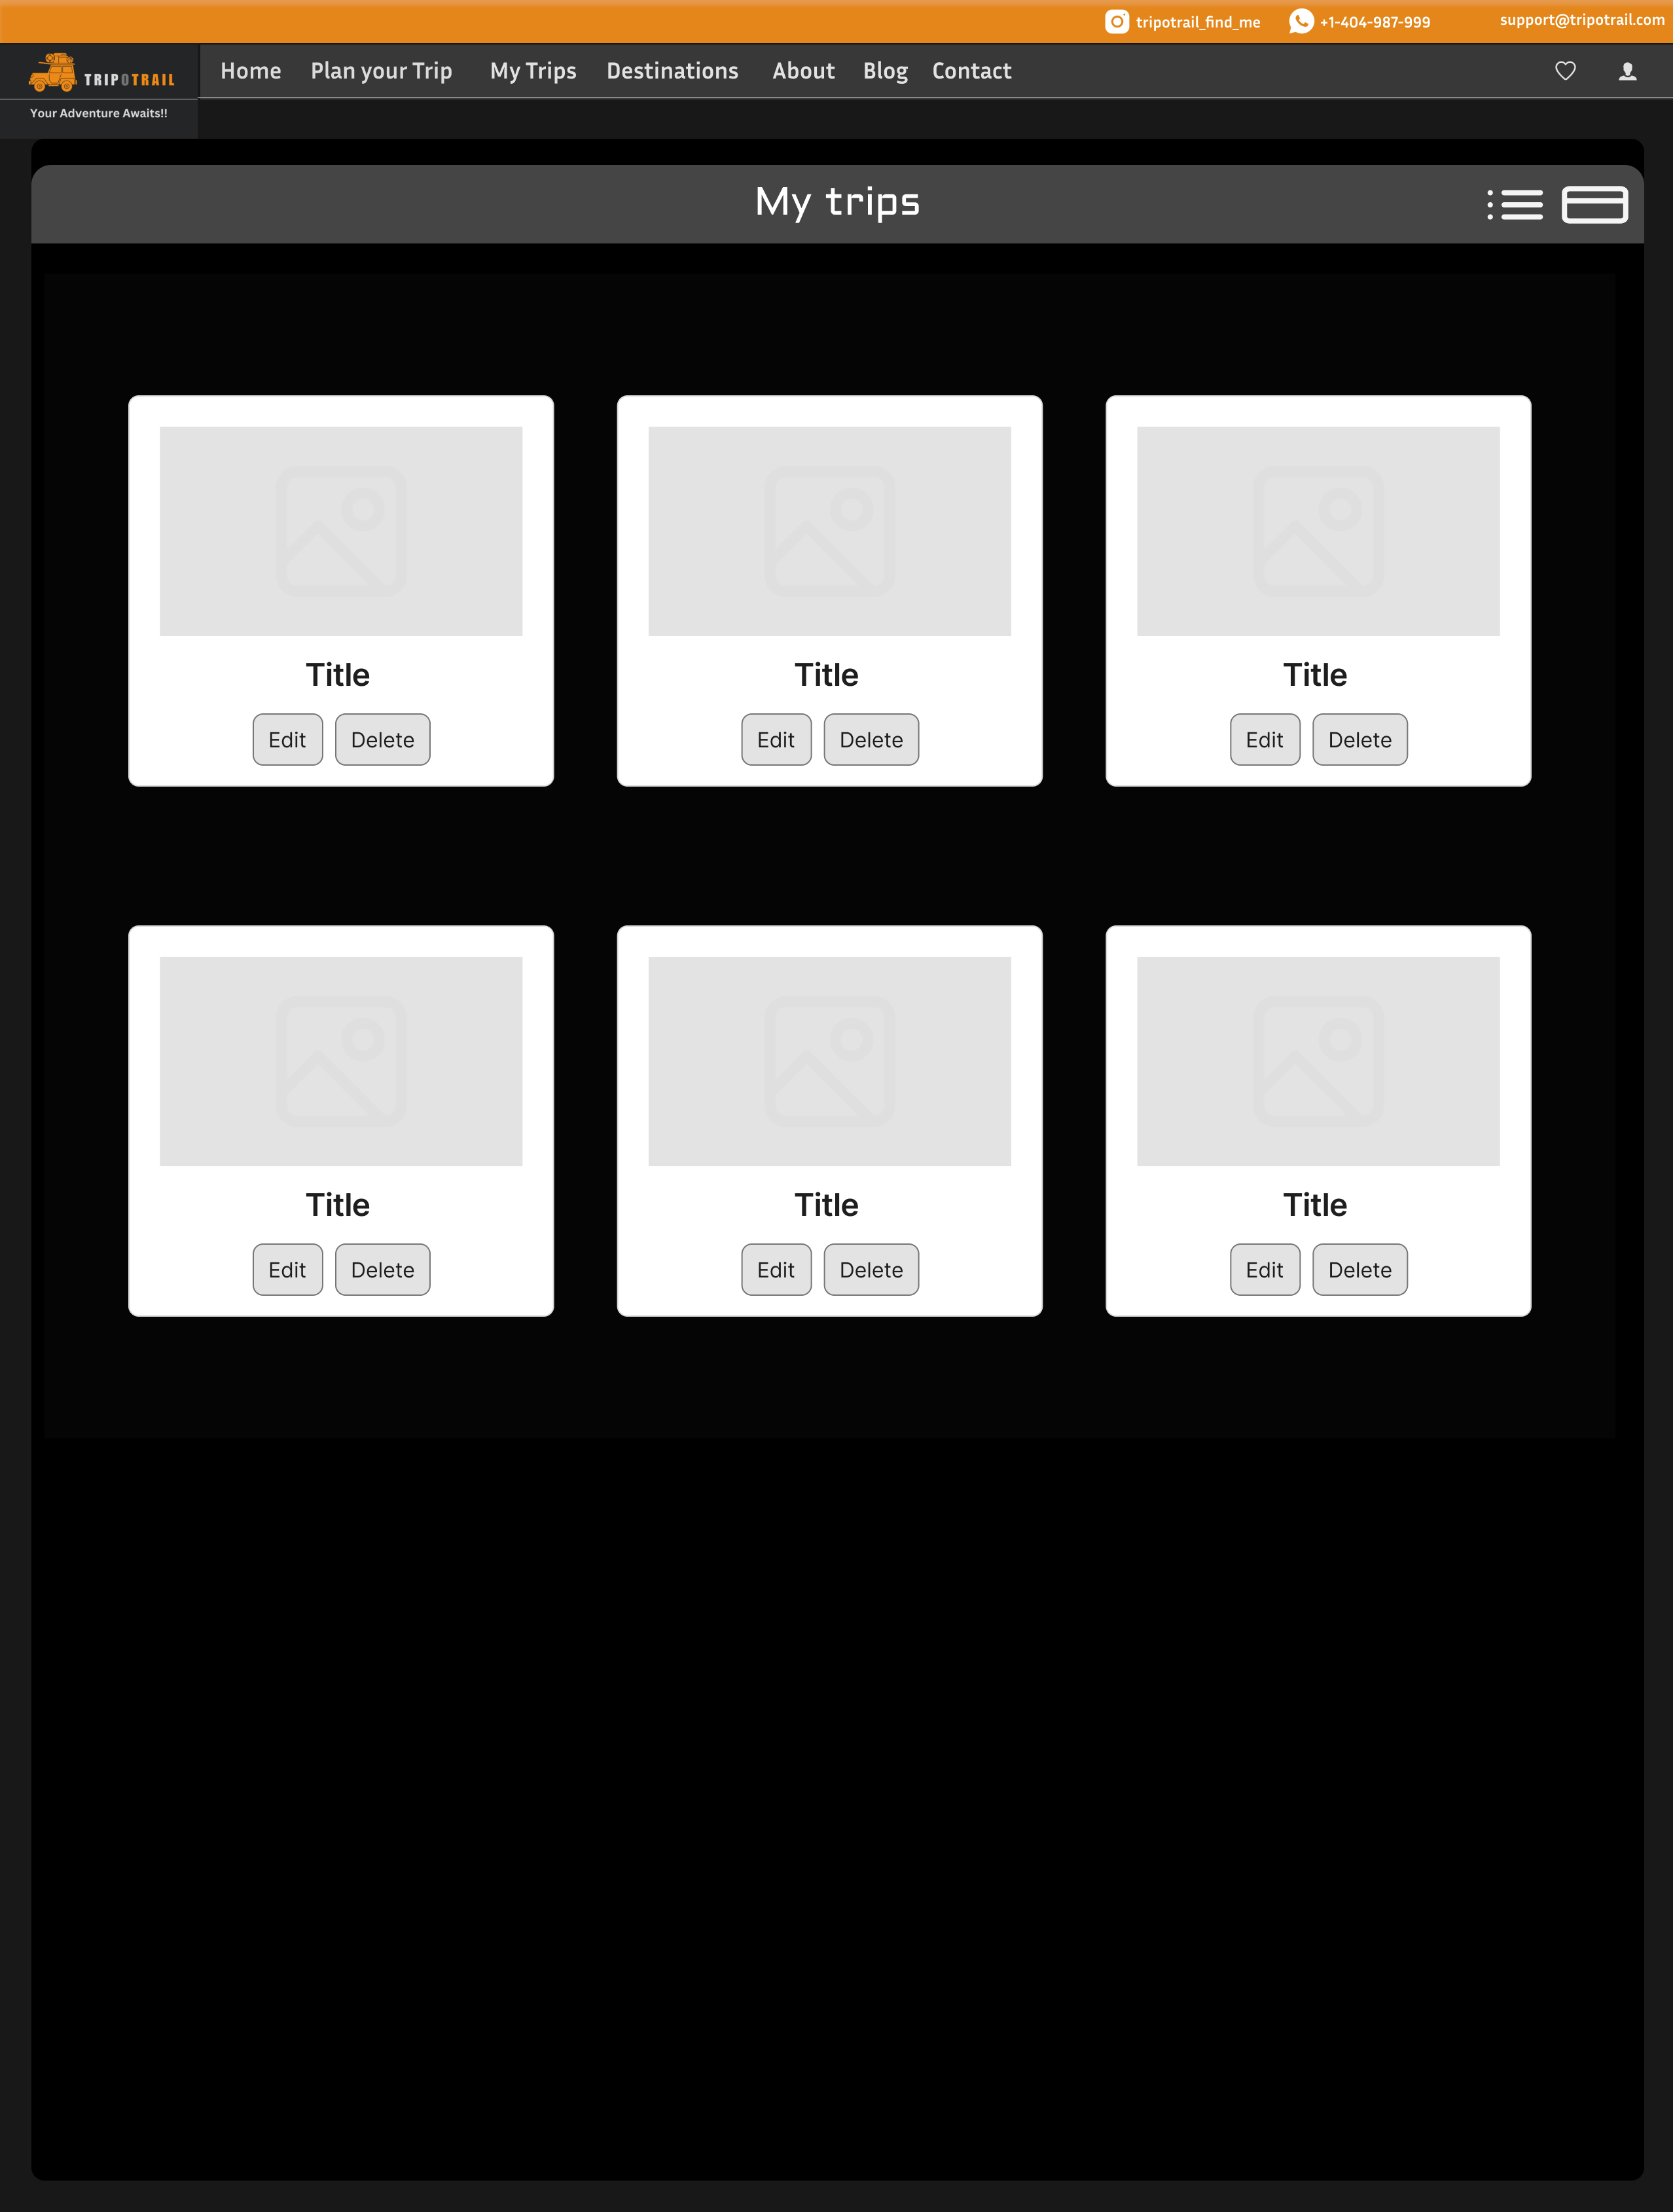 tripotrail_find_me +1-404-987-999 support@tripotrail.com
TRIPOTRAIL Home Plan your Trip My Trips Destinations About Blog Contact
Your Adventure Awaits!!
My trips
Title Title Title
Edit Delete Edit Delete Edit Delete
Title Title Title
Edit Delete Edit Delete Edit Delete